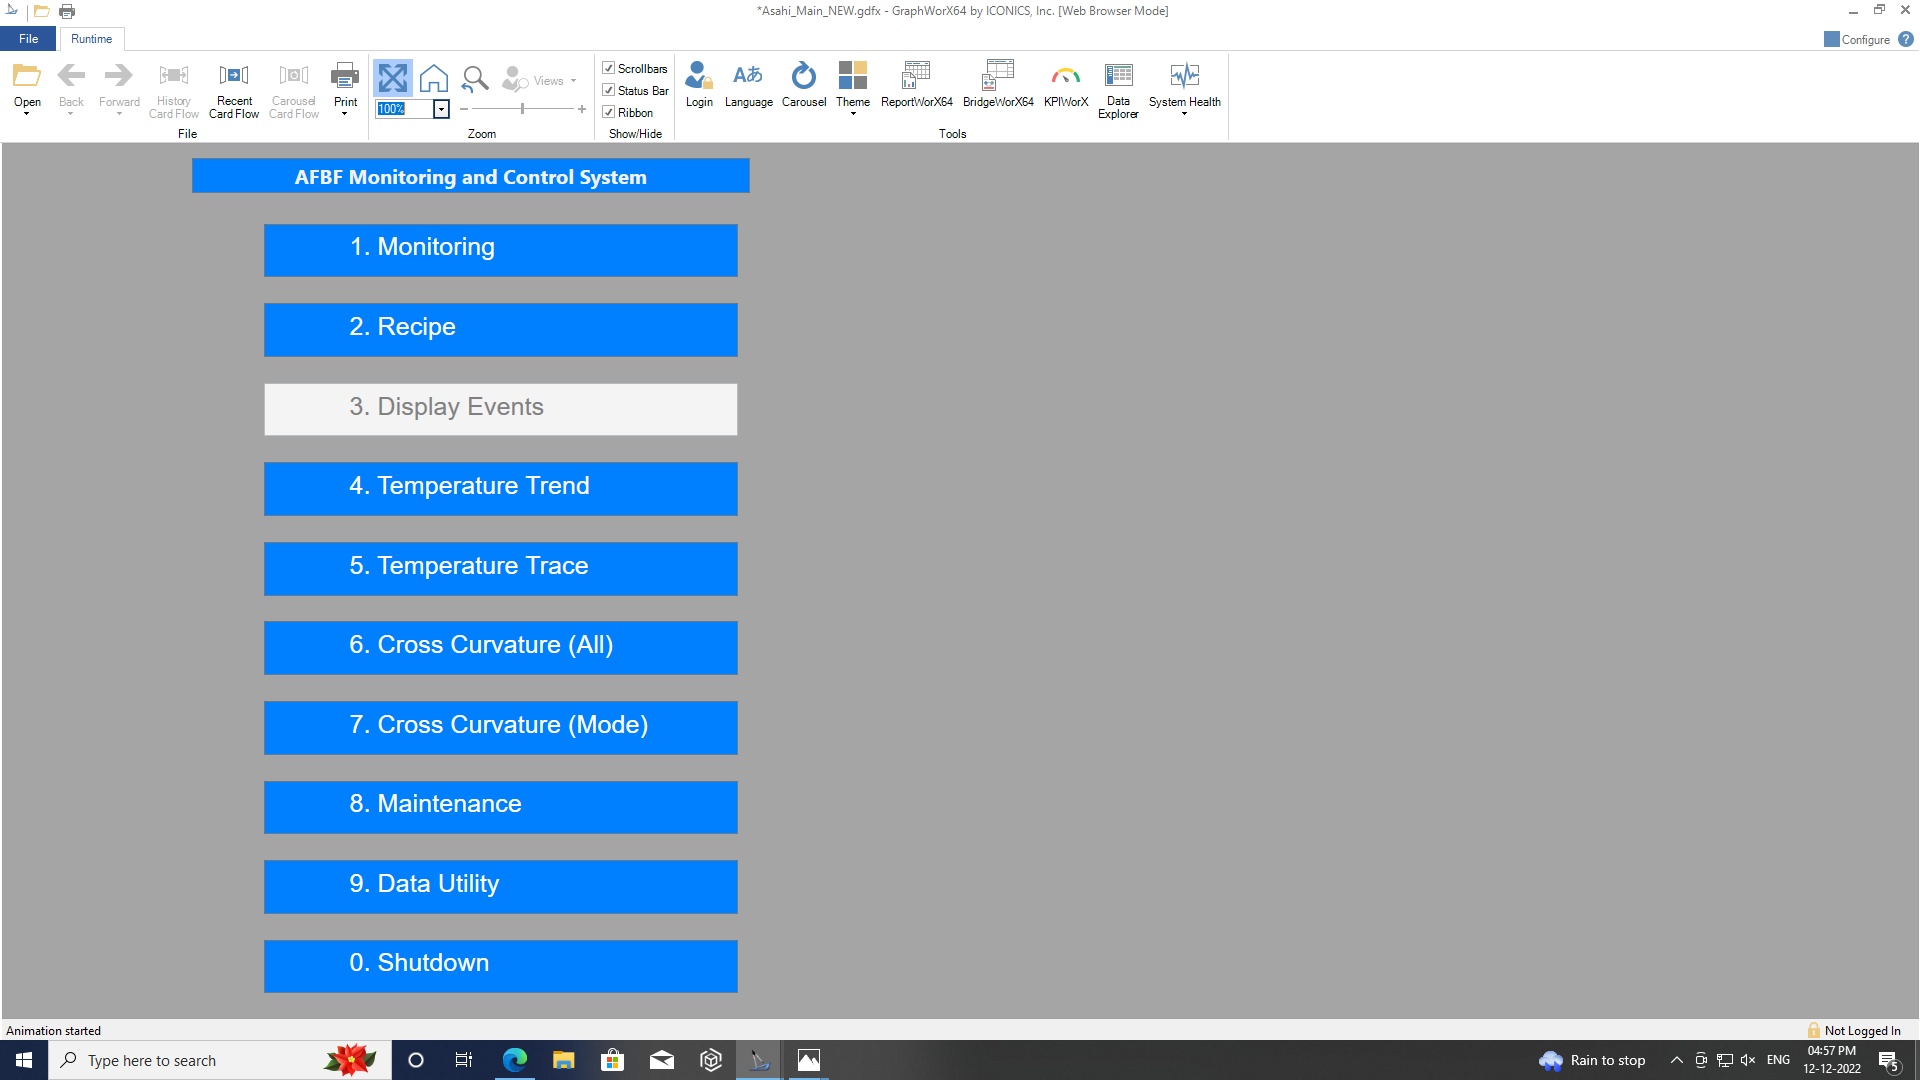 *Asahi_Main_NEW.gdfx - GraphWorX64 by ICONICS, Inc. [Web Browser Mode]
File Runtime Configure ?
Open Back Forward History Card Flow Recent Card Flow Carousel Card Flow Print
File
100% Views
Zoom
Scrollbars
Status Bar
Ribbon
Show/Hide
Login Language Carousel Theme ReportWorX64 BridgeWorX64 KPIWorX Data Explorer System Health
Tools
AFBF Monitoring and Control System
1. Monitoring
2. Recipe
3. Display Events
4. Temperature Trend
5. Temperature Trace
6. Cross Curvature (All)
7. Cross Curvature (Mode)
8. Maintenance
9. Data Utility
0. Shutdown
Animation started Not Logged In
Type here to search Rain to stop ENG 04:57 PM
12-12-2022 5